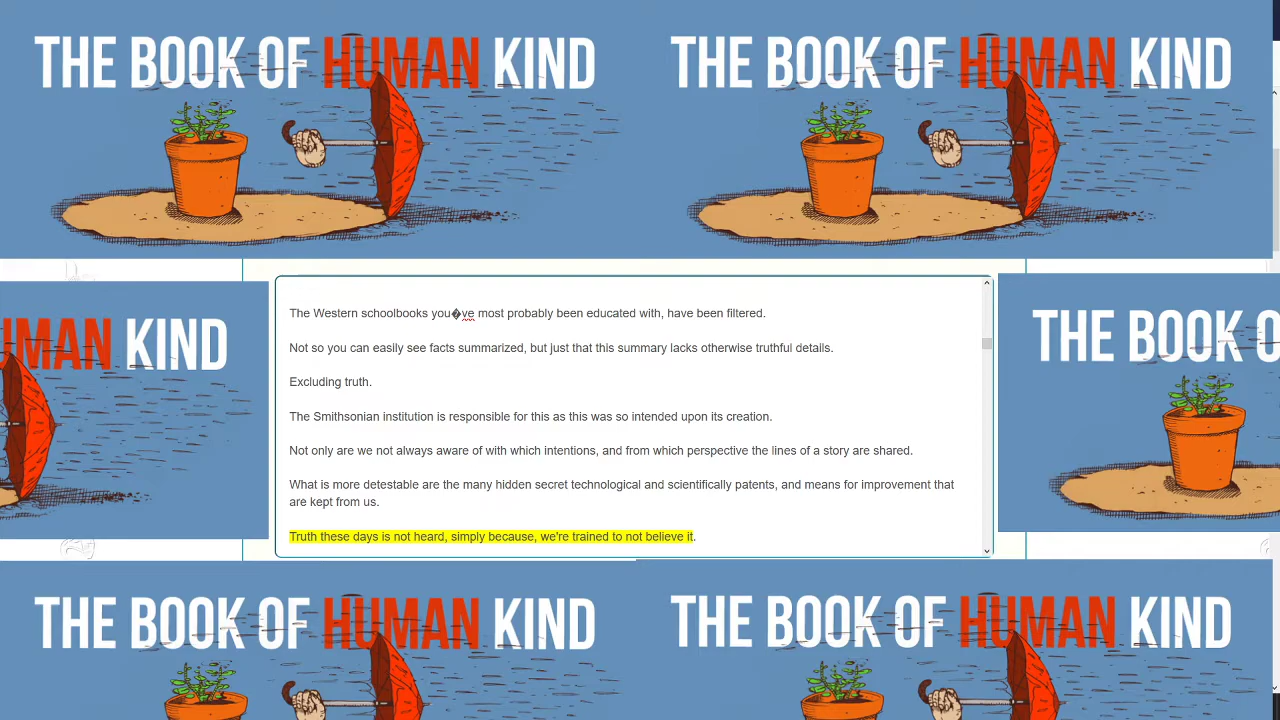 THE BOOK OF HUMAN KIND
THE BOOK OF HUMAN KIND
The Western schoolbooks you�ve most probably been educated with, have been filtered.
Not so you can easily see facts summarized, but just that this summary lacks otherwise truthful details.
Excluding truth.
The Smithsonian institution is responsible for this as this was so intended upon its creation.
Not only are we not always aware of with which intentions, and from which perspective the lines of a story are shared.
What is more detestable are the many hidden secret technological and scientifically patents, and means for improvement that
are kept from us.
Truth these days is not heard, simply because, we're trained to not believe it.
MAN KIND
THE BOOK O
THE BOOK OF HUMAN KIND
THE BOOK OF HUMAN KIND